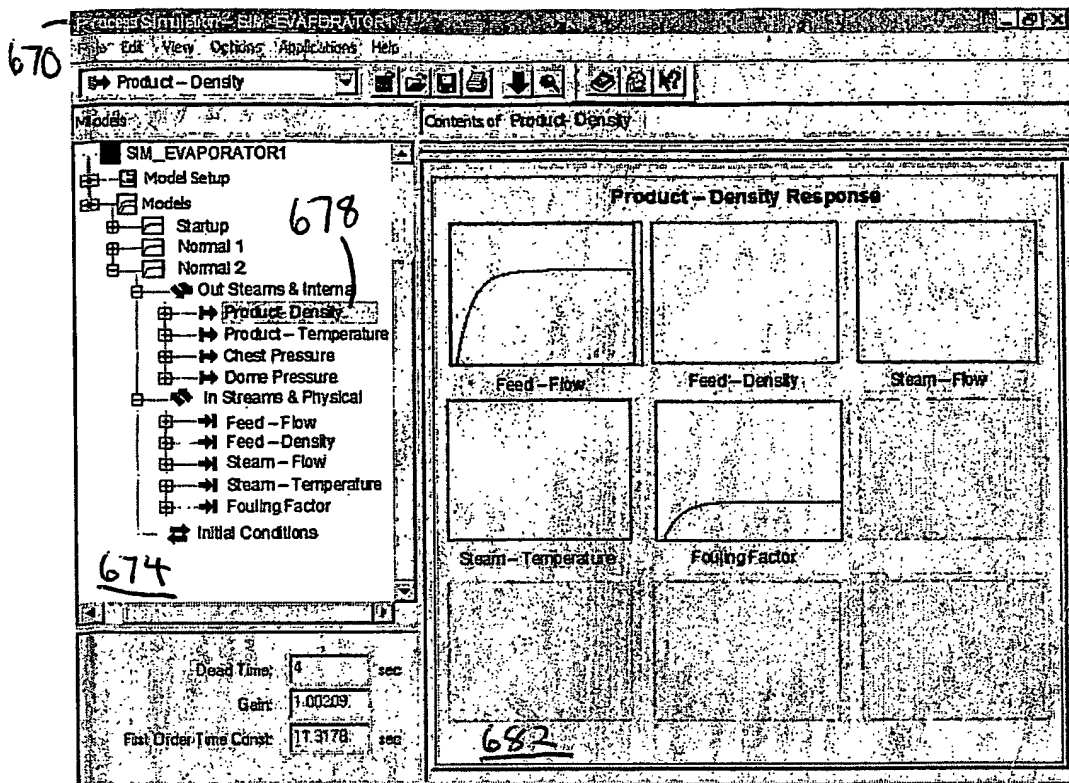 Process Simulation – SIM_EVAPORATOR1
670
File Edit View Options Applications Help
Product – Density
Models
Contents of Product- Density
SIM_EVAPORATOR1
Model Setup
Models
678
Startup
Normal 1
Normal 2
Out Steams & Internal
Product- Density
Product – Temperature
Chest Pressure
Dome Pressure
In Streams & Physical
Feed – Flow
Feed – Density
Steam – Flow
Steam – Temperature
Fouling Factor
Initial Conditions
674
Product – Density Response
Feed – Flow
Feed – Density
Steam – Flow
Steam – Temperature
Fouling Factor
682
Dead Time: 4 sec
Gain: 1.00209
First Order Time Const: 11.3178 sec